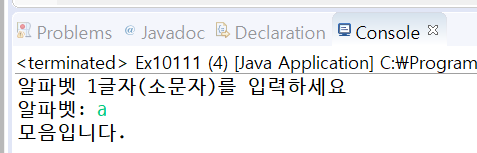 Problems @ Javadoc Declaration Console
<terminated> Ex10111 (4) [Java Application] C:₩Program
알파벳 1글자(소문자)를 입력하세요
알파벳: a
모음입니다.